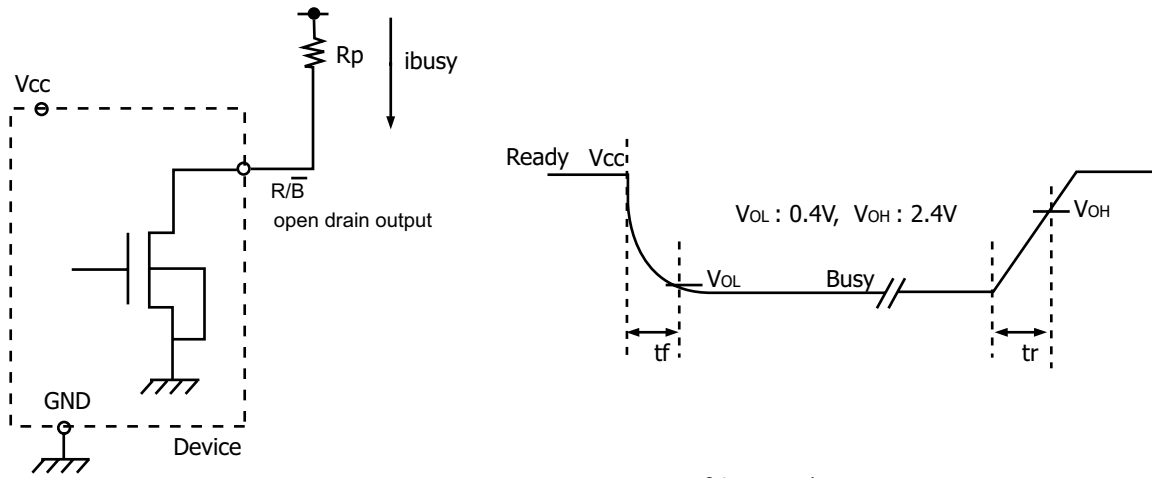 Rp
ibusy
Vcc
R/B̅
open drain output
GND
Device
Ready Vcc
VOL : 0.4V, VOH : 2.4V
VOH
VOL
Busy
tf
tr